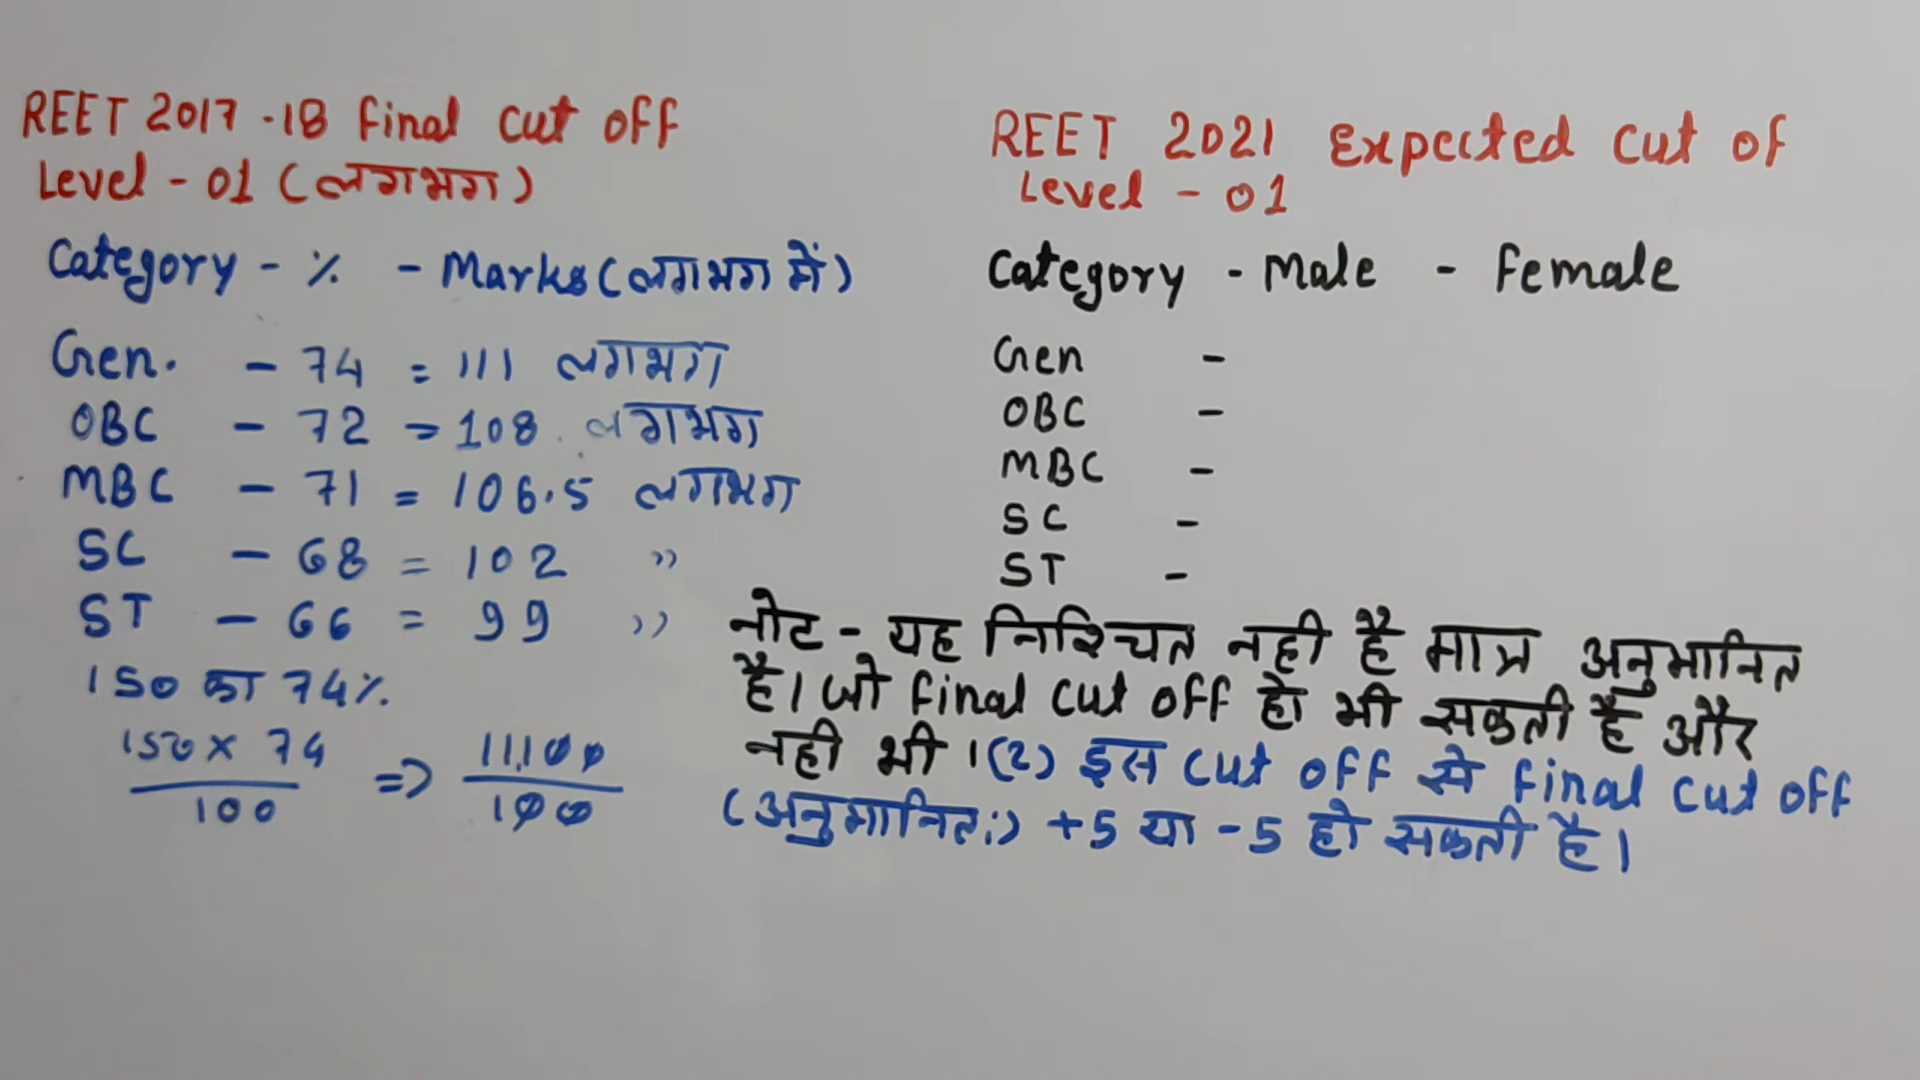 REET 2017-18 Final cut off
Level - 01 (लगभग)
Category - % - Marks (लगभग में)
Gen. - 74 = 111 लगभग
OBC - 72 = 108 लगभग
MBC - 71 = 106.5 लगभग
SC - 68 = 102 "
ST - 66 = 99 "
150 का 74%
150 x 74
100
=> 11100
100
REET 2021 Expected cut of
Level - 01
Category - Male - Female
Gen -
OBC -
MBC -
SC -
ST -
नोट - यह निश्चित नही है मात्र अनुमानित
है। जो final cut off हो भी सकती है और
नही भी । (2) इस cut off से final cut off
(अनुमानितः) +5 या -5 हो सकती है।